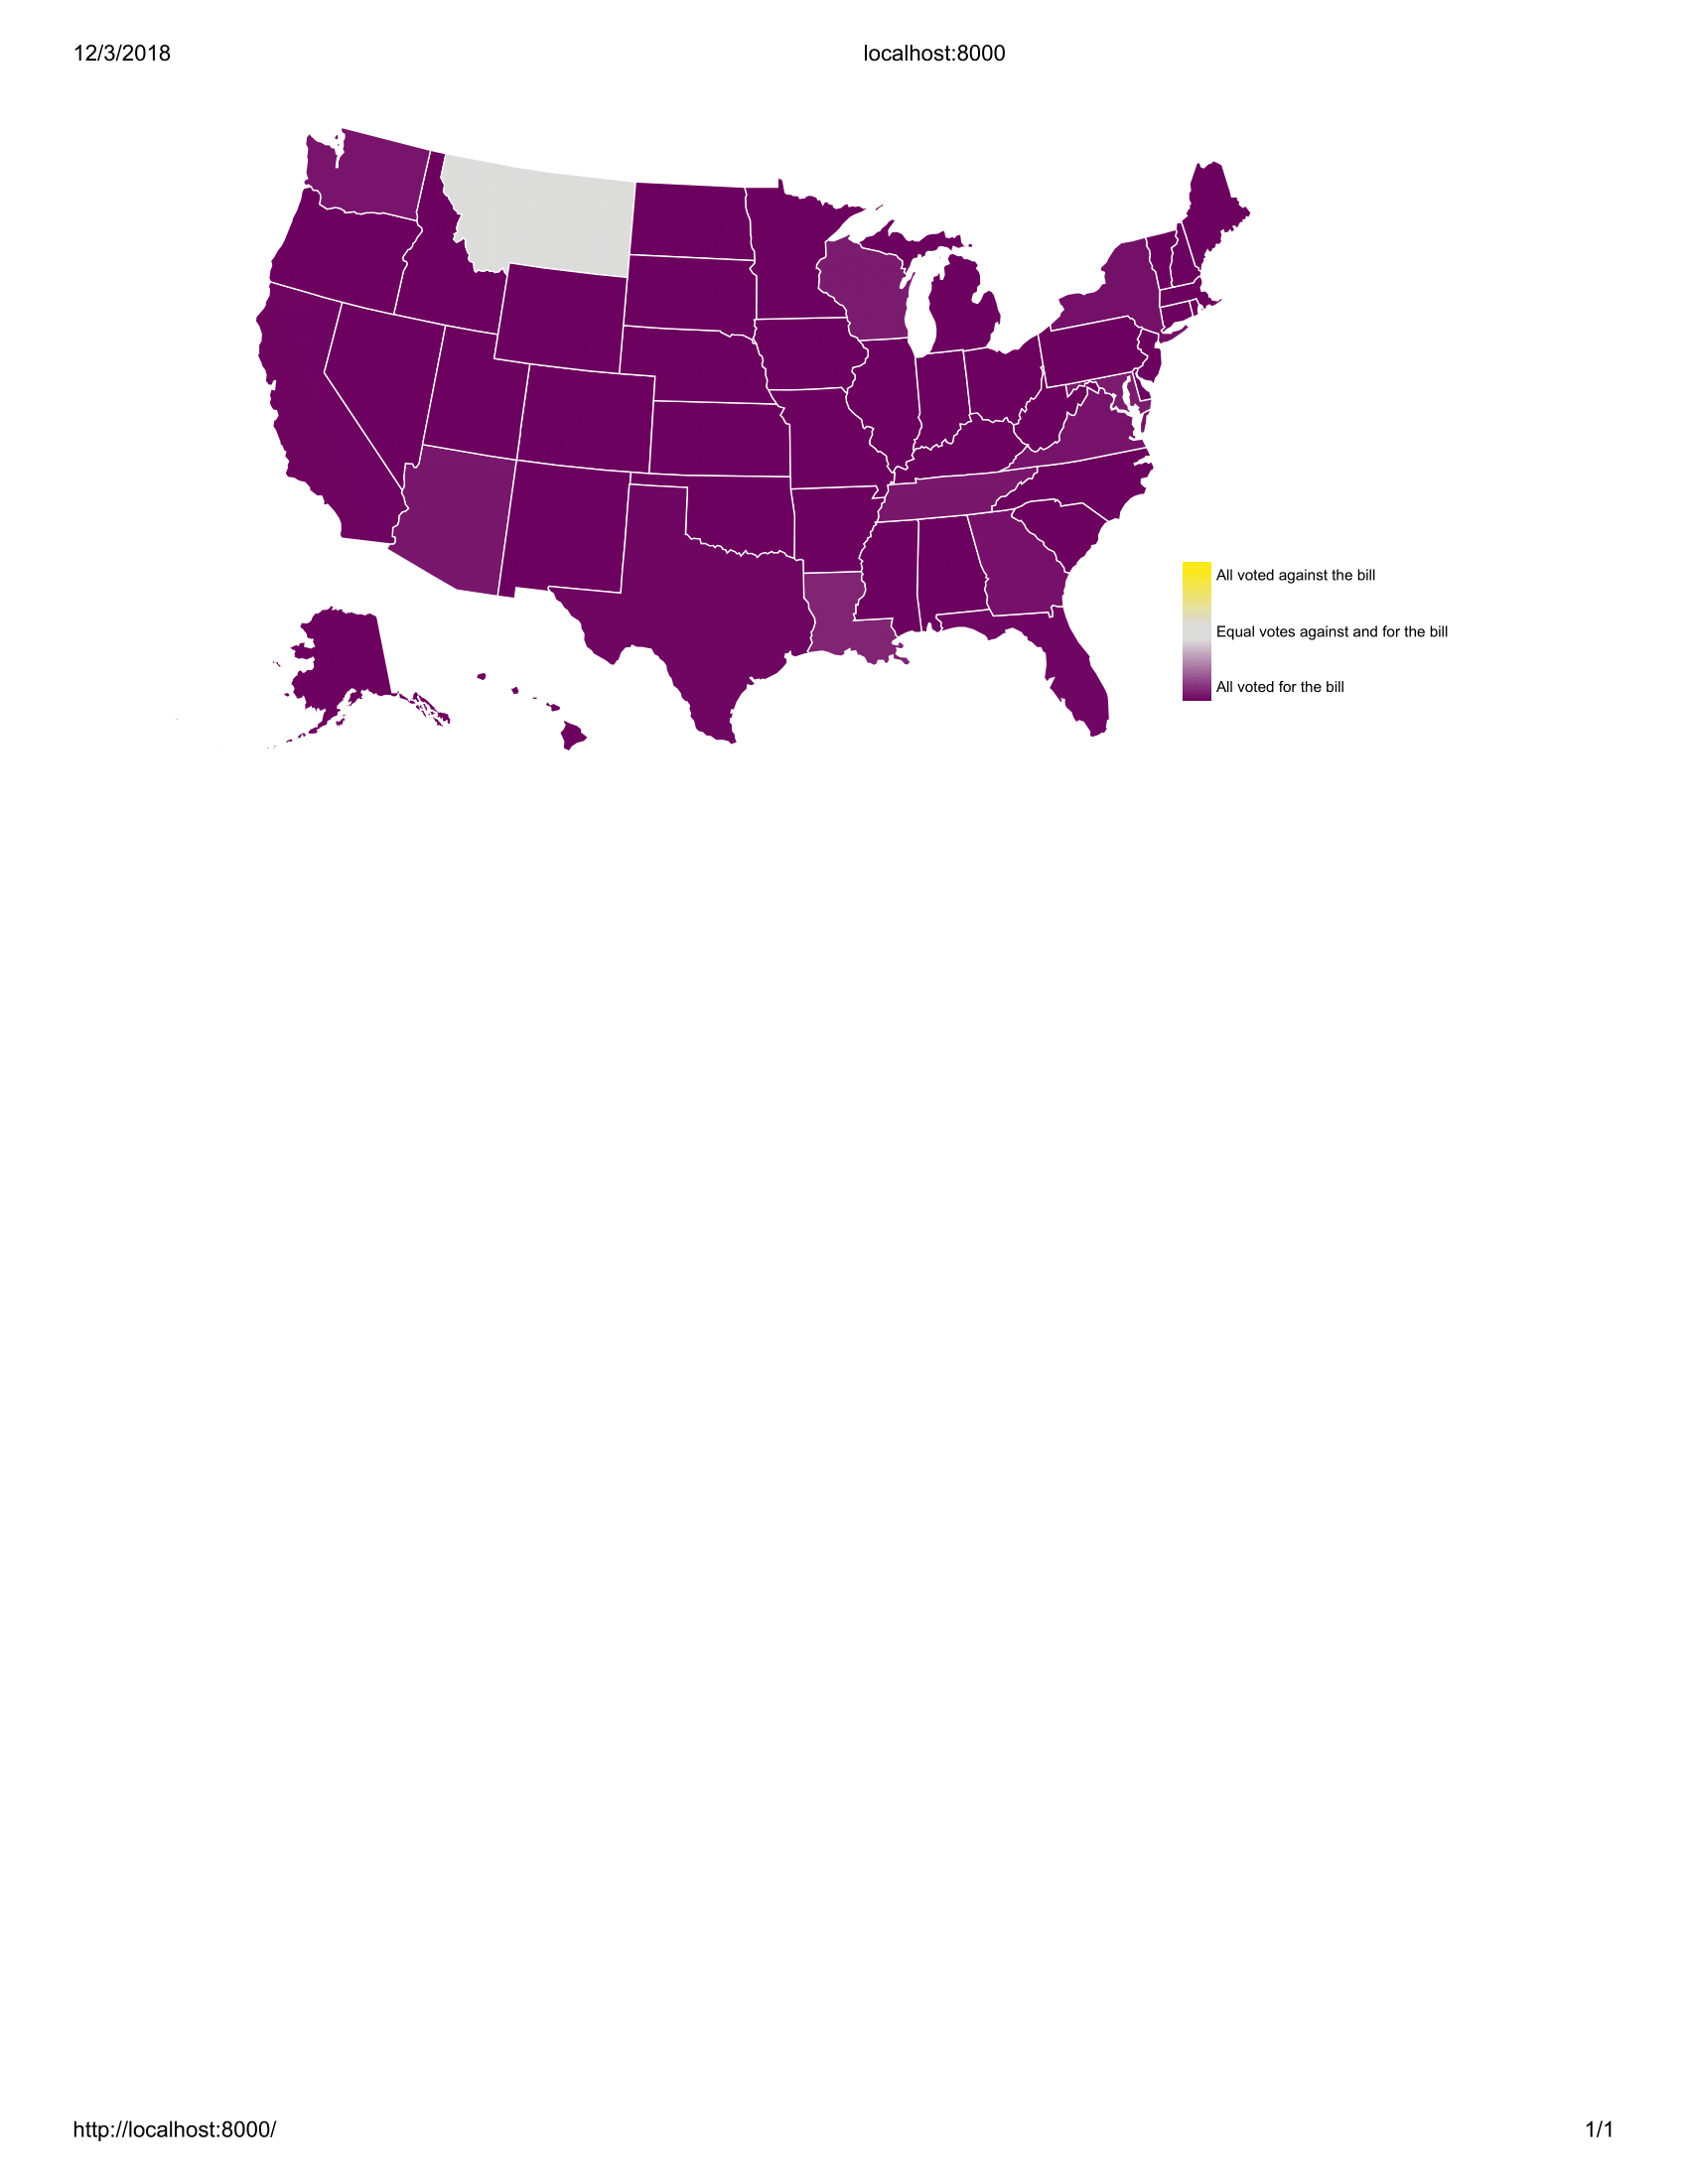 12/3/2018 localhost:8000
All voted against the bill
Equal votes against and for the bill
All voted for the bill
http://localhost:8000/ 1/1